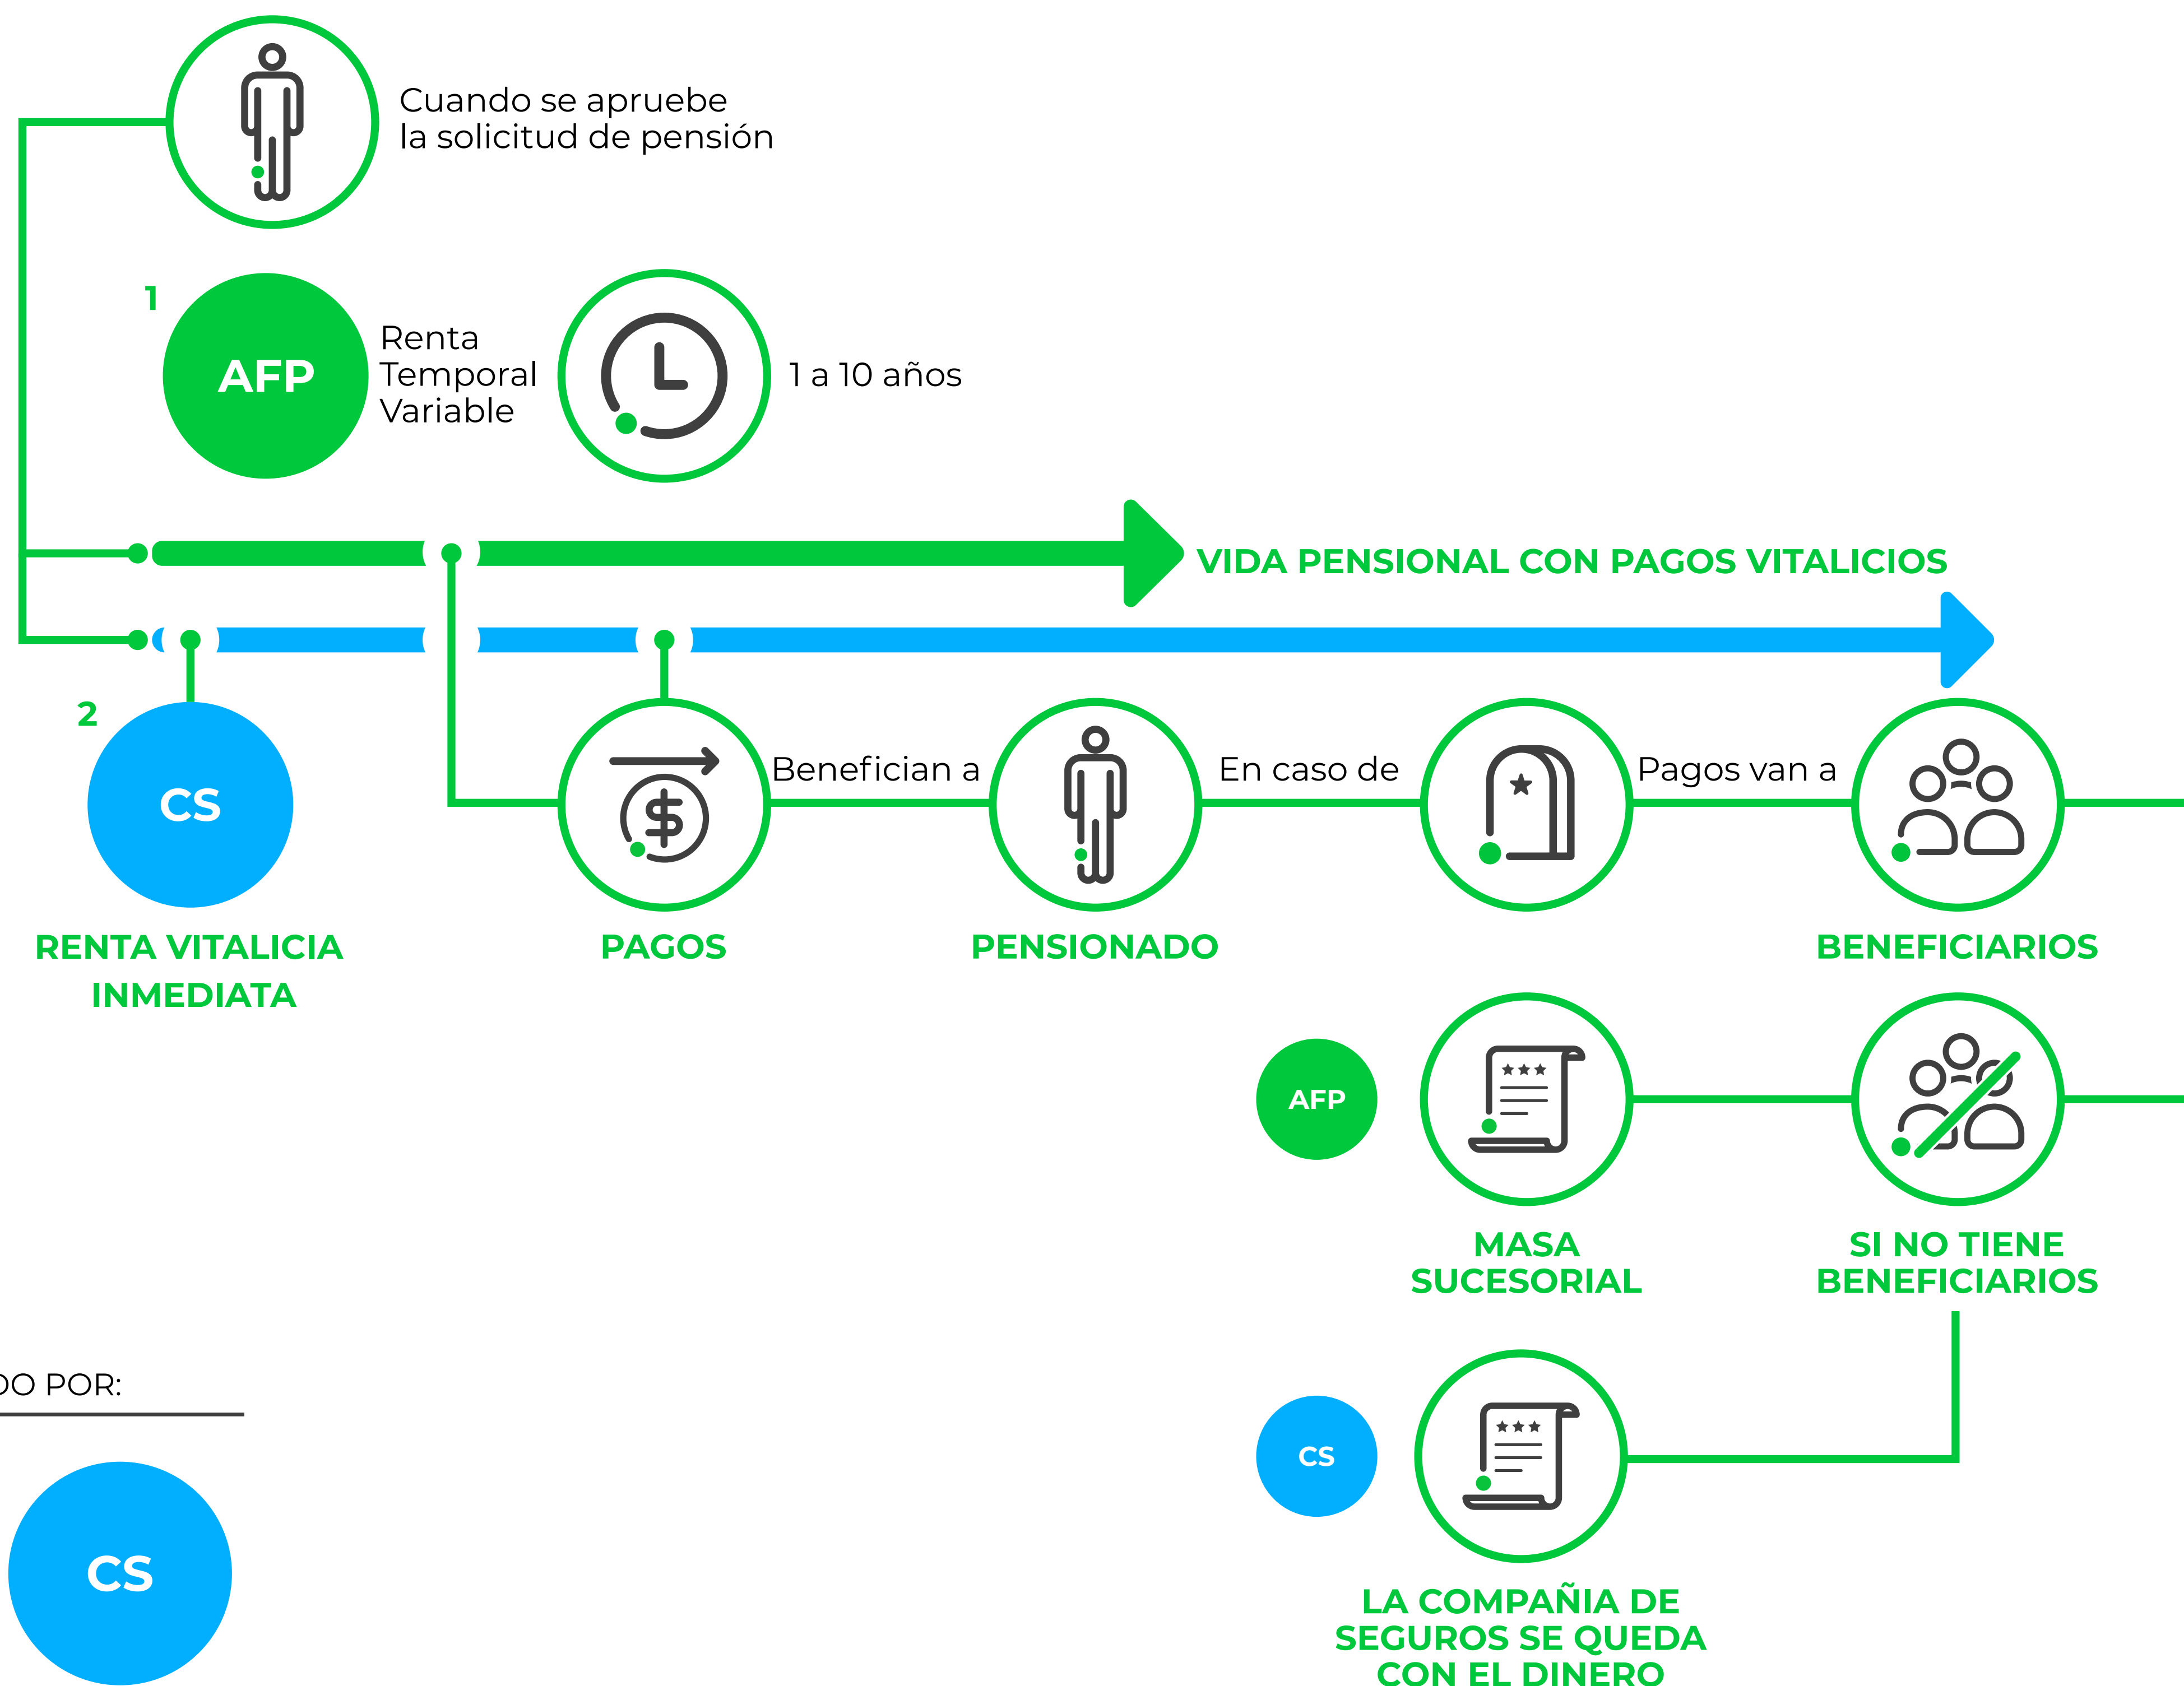 Cuando se apruebe
la solicitud de pensión
1
AFP
Renta
Temporal
Variable
1 a 10 años
VIDA PENSIONAL CON PAGOS VITALICIOS
2
CS
RENTA VITALICIA
INMEDIATA
Benefician a
En caso de
Pagos van a
PAGOS
PENSIONADO
BENEFICIARIOS
AFP
MASA
SUCESORIAL
SI NO TIENE
BENEFICIARIOS
POR:
CS
CS
LA COMPAÑIA DE
SEGUROS SE QUEDA
CON EL DINERO